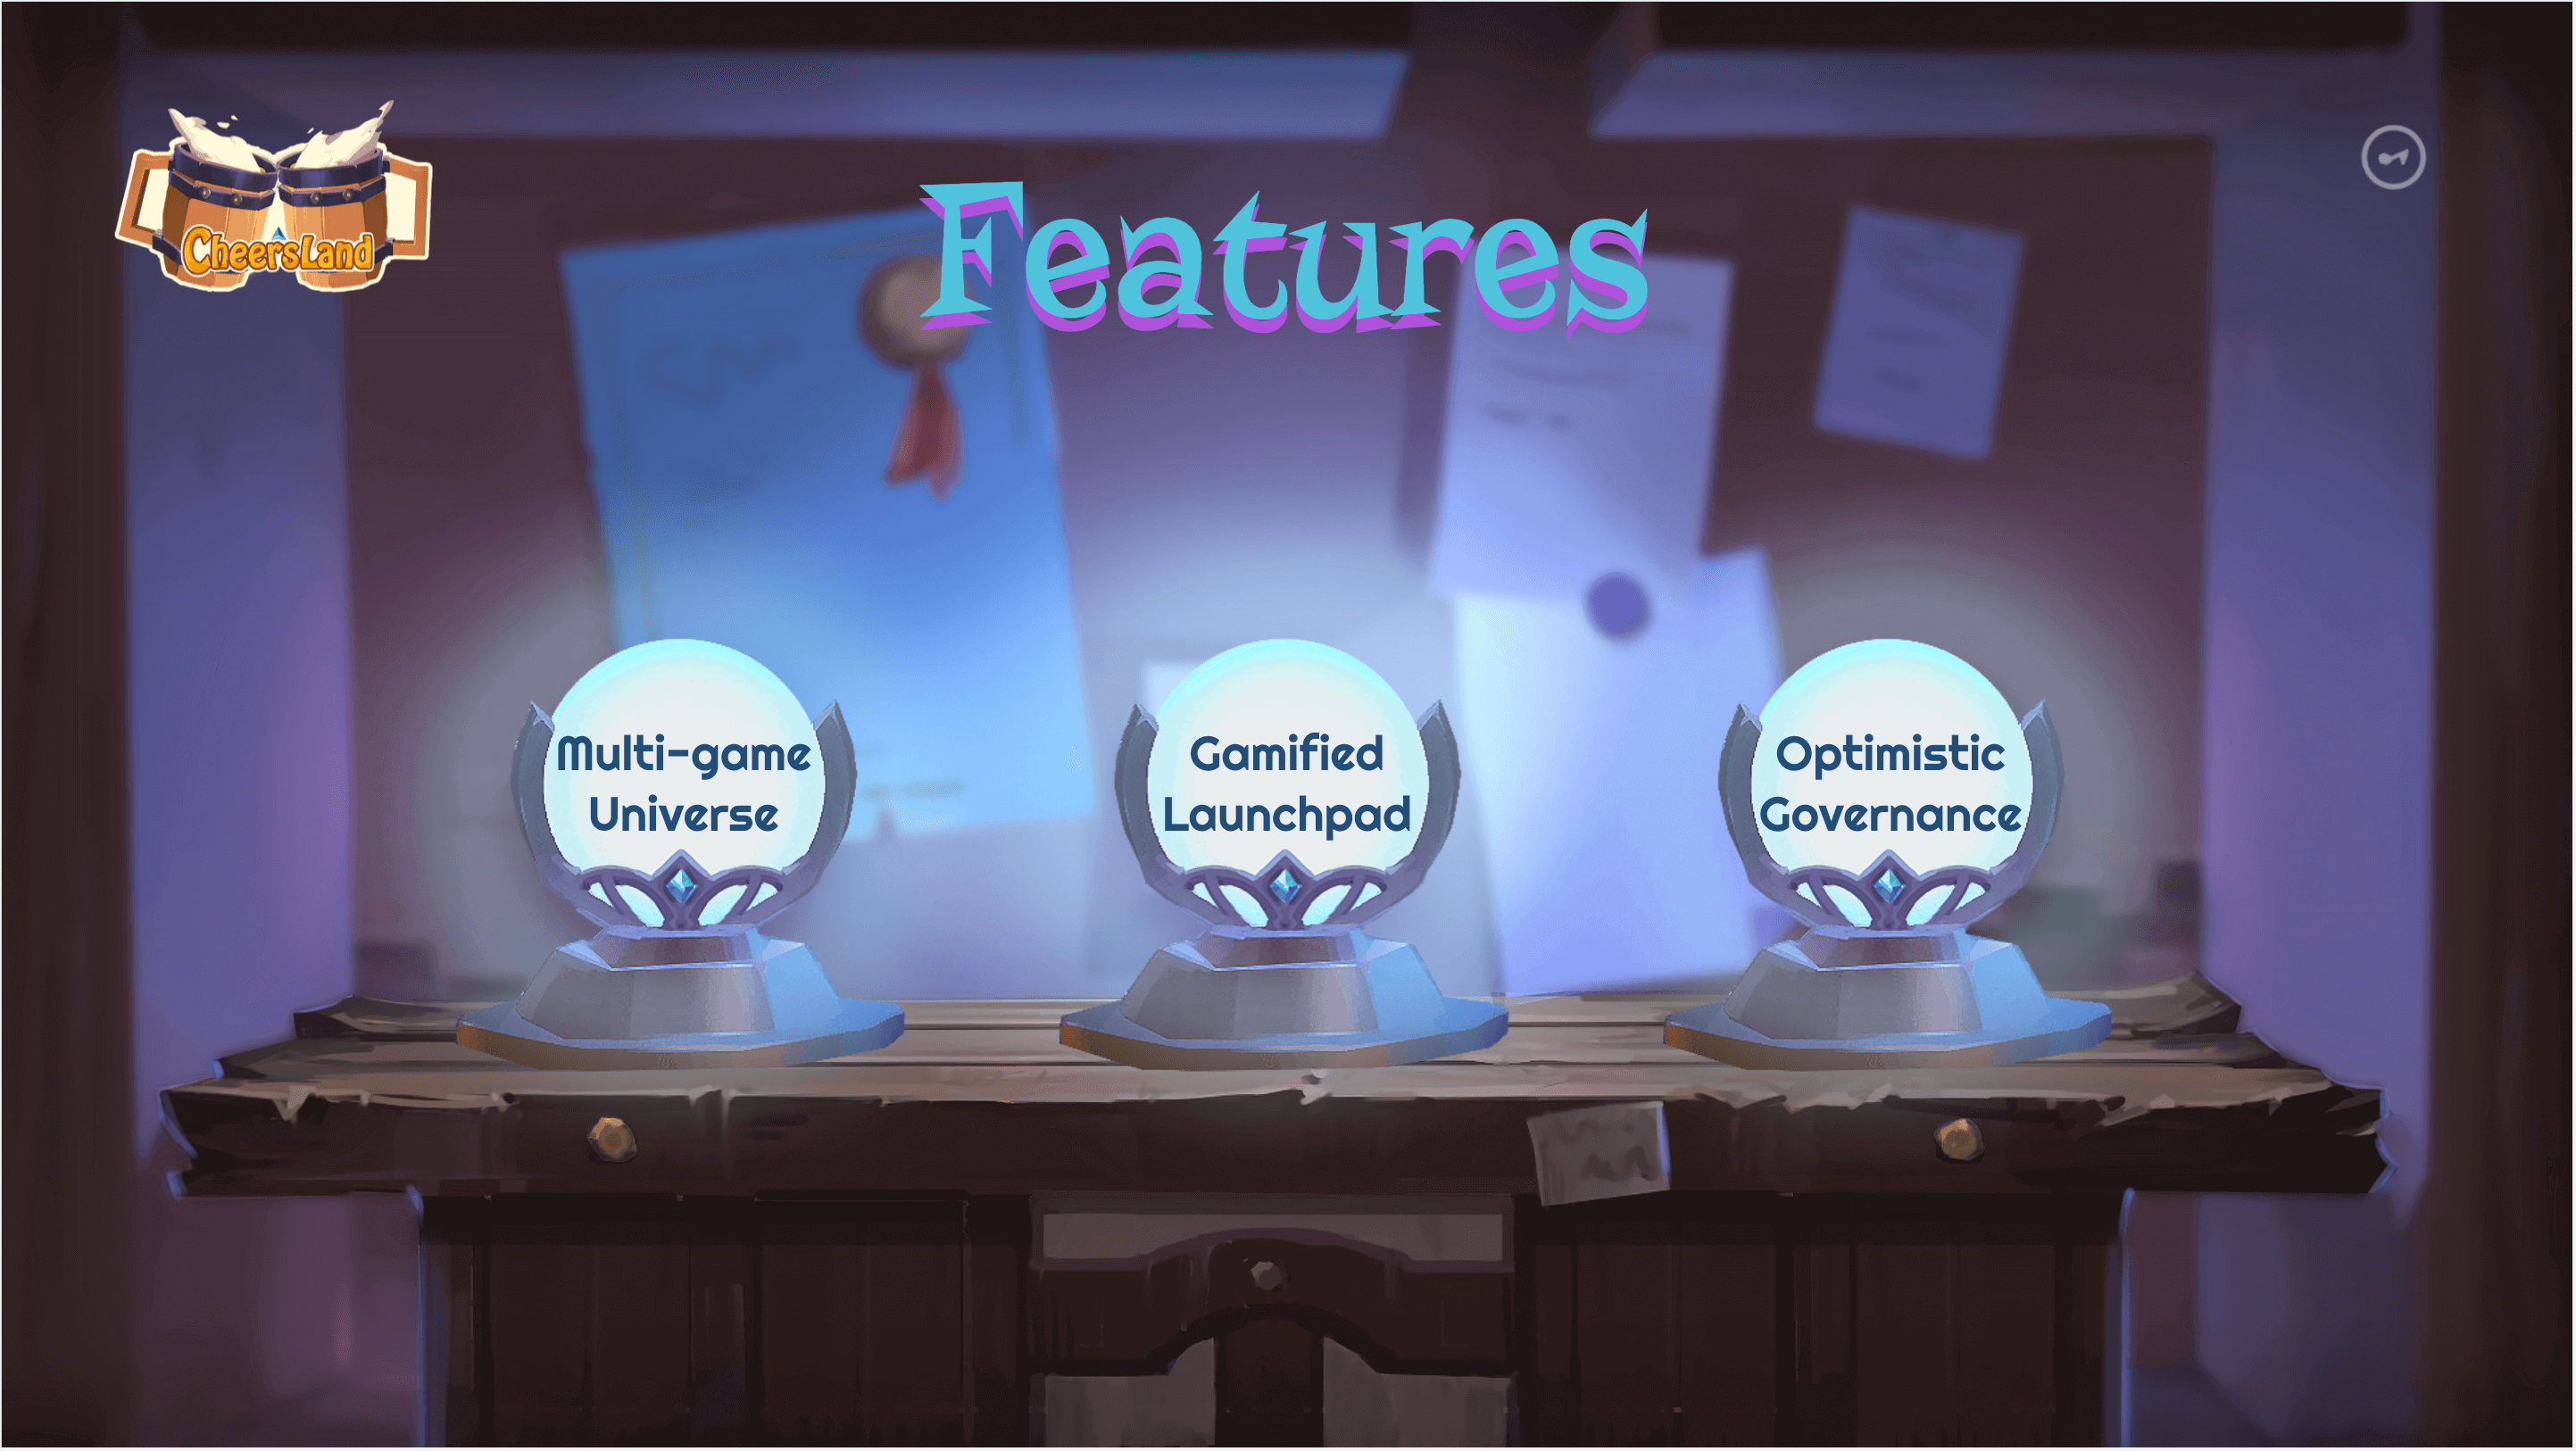 CheersLand
Features
Multi-game
Universe
Gamified
Launchpad
Optimistic
Governance